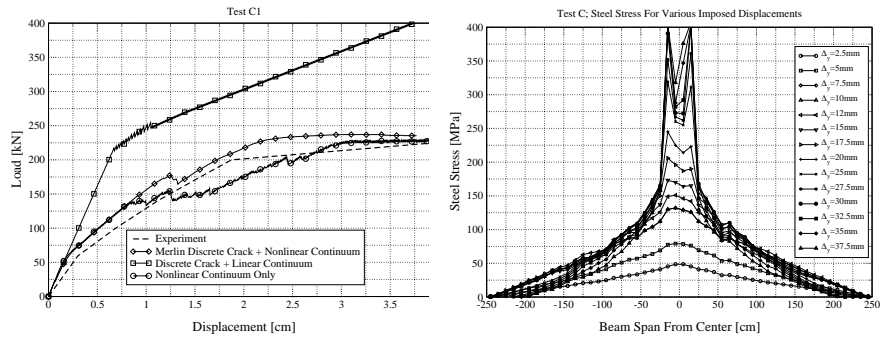 Test C1
400
350
300
250
200
150
100
50
0
Load [kN]
0 0.5 1 1.5 2 2.5 3 3.5
Displacement [cm]
Experiment
Merlin Discrete Crack + Nonlinear Continuum
Discrete Crack + Linear Continuum
Nonlinear Continuum Only
Test C; Steel Stress For Various Imposed Displacements
400
350
300
250
200
150
100
50
0
Steel Stress [MPa]
-250 -200 -150 -100 -50 0 50 100 150 200 250
Beam Span From Center [cm]
Δy=2.5mm
Δy=5mm
Δy=7.5mm
Δy=10mm
Δy=12mm
Δy=15mm
Δy=17.5mm
Δy=20mm
Δy=25mm
Δy=27.5mm
Δy=30mm
Δy=32.5mm
Δy=35mm
Δy=37.5mm